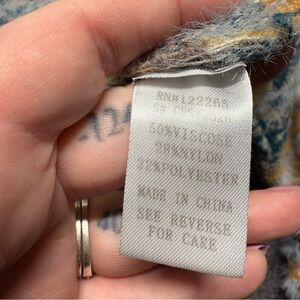 RN#122265
50%VISCOSE
28%NYLON
22%POLYESTER
MADE IN CHINA
SEE REVERSE
FOR CARE